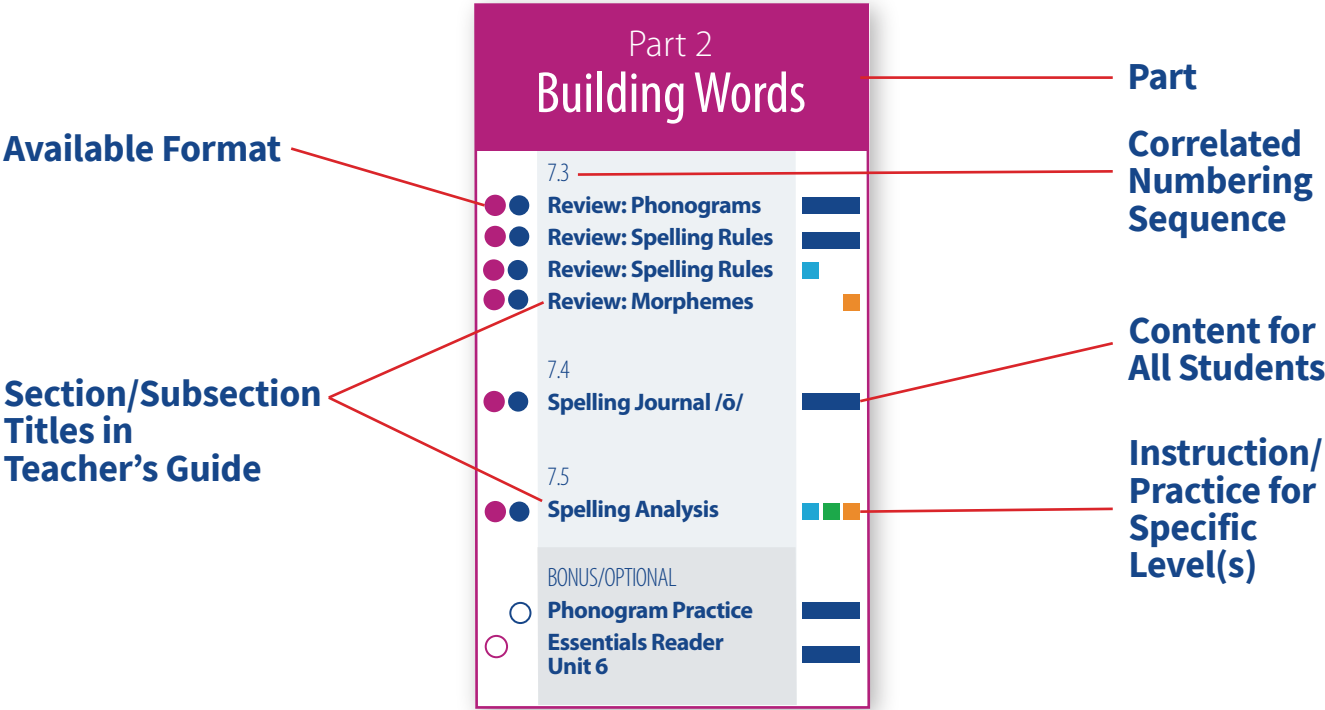 Part 2
Building Words
Available Format
Section/Subsection
Titles in
Teacher’s Guide
7.3
Review: Phonograms
Review: Spelling Rules
Review: Spelling Rules
Review: Morphemes
7.4
Spelling Journal /ō/
7.5
Spelling Analysis
BONUS/OPTIONAL
Phonogram Practice
Essentials Reader
Unit 6
Part
Correlated
Numbering
Sequence
Content for
All Students
Instruction/
Practice for
Specific
Level(s)